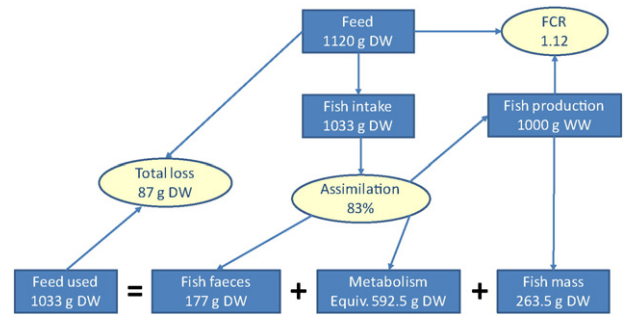 Feed
1120 g DW
FCR
1.12
Fish intake
1033 g DW
Fish production
1000 g WW
Total loss
87 g DW
Assimilation
83%
Feed used
1033 g DW
=
Fish faeces
177 g DW
+
Metabolism
Equiv. 592.5 g DW
+
Fish mass
263.5 g DW